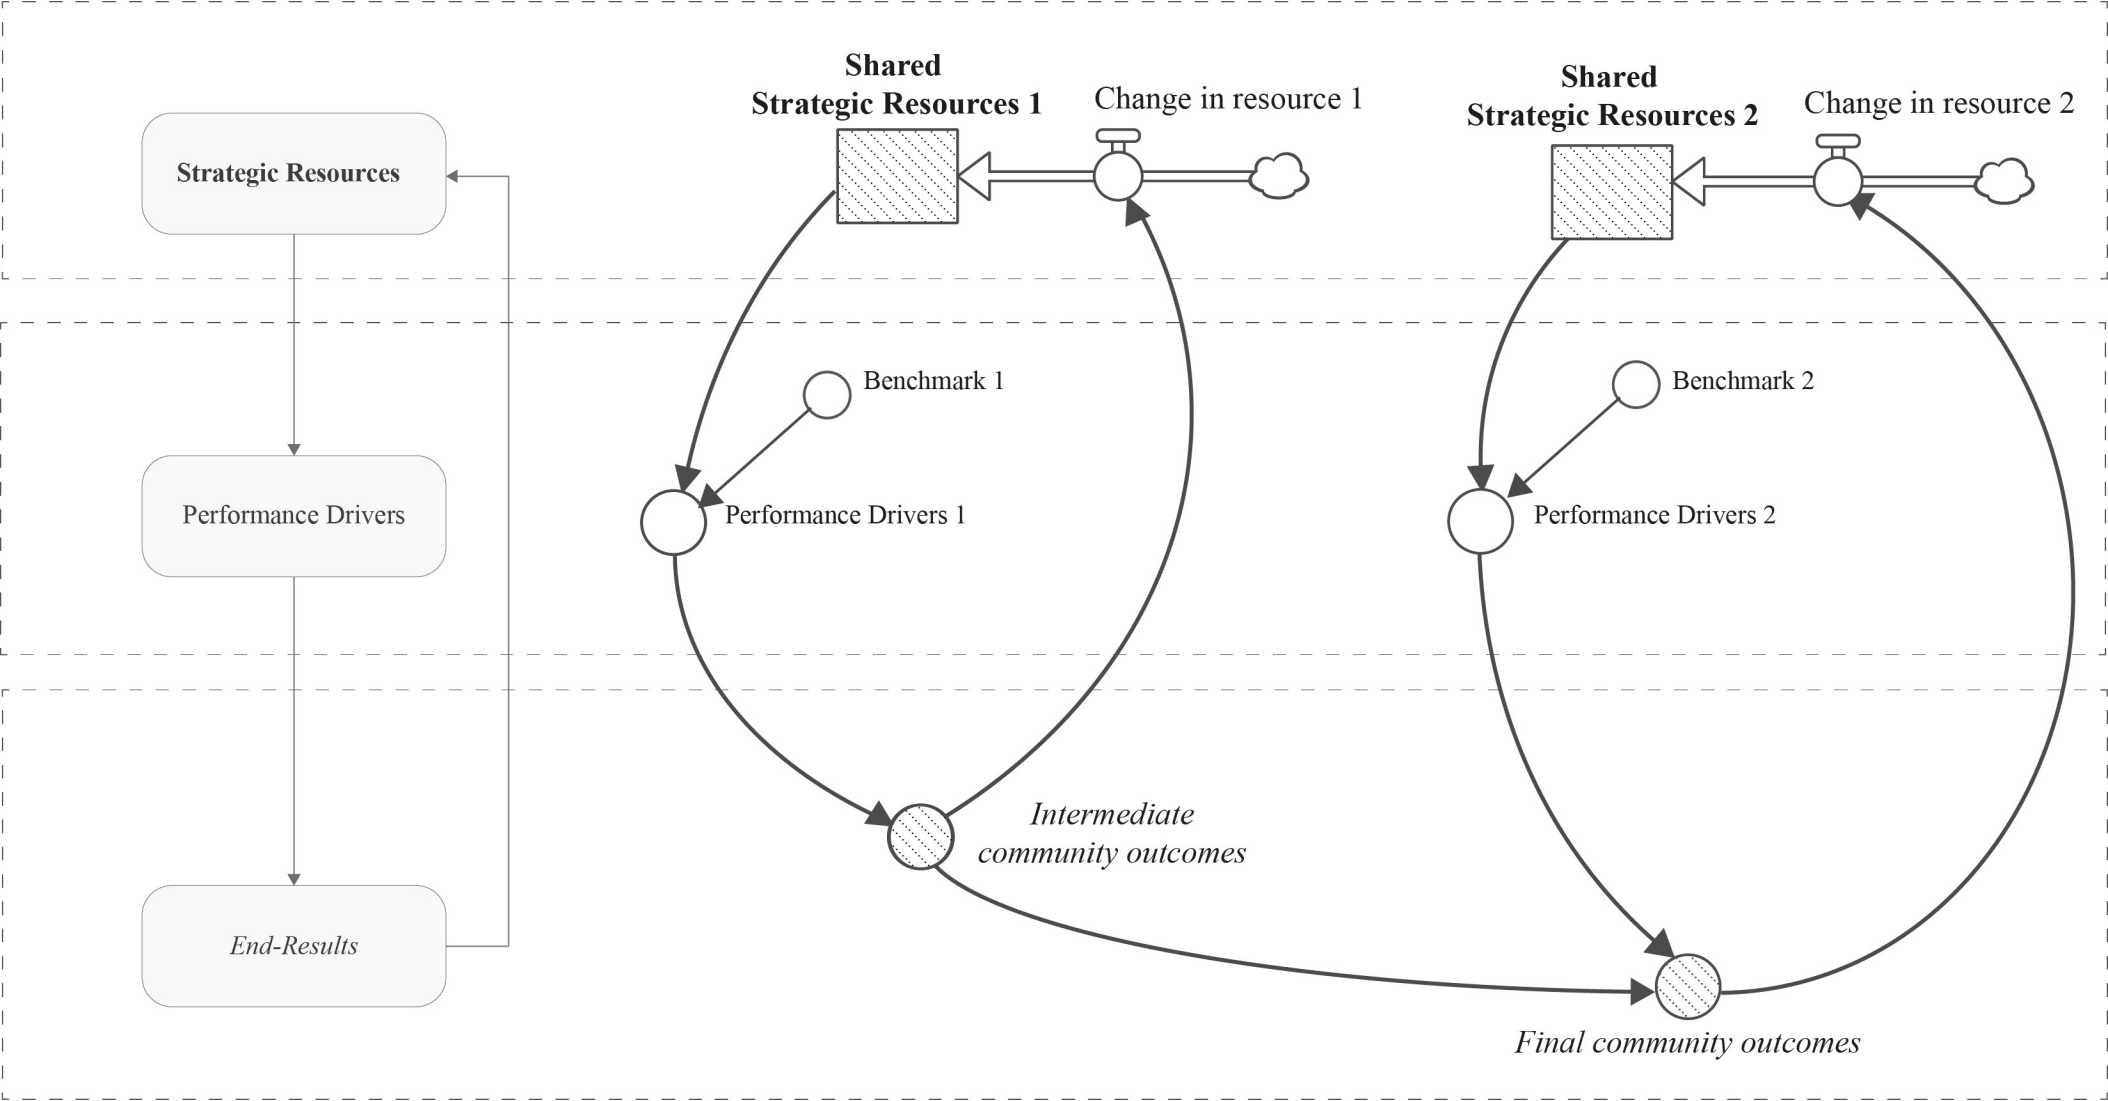 Shared
Strategic Resources 1
Change in resource 1
Shared
Strategic Resources 2
Change in resource 2
Strategic Resources
Benchmark 1
Benchmark 2
Performance Drivers
Performance Drivers 1
Performance Drivers 2
Intermediate
community outcomes
End-Results
Final community outcomes